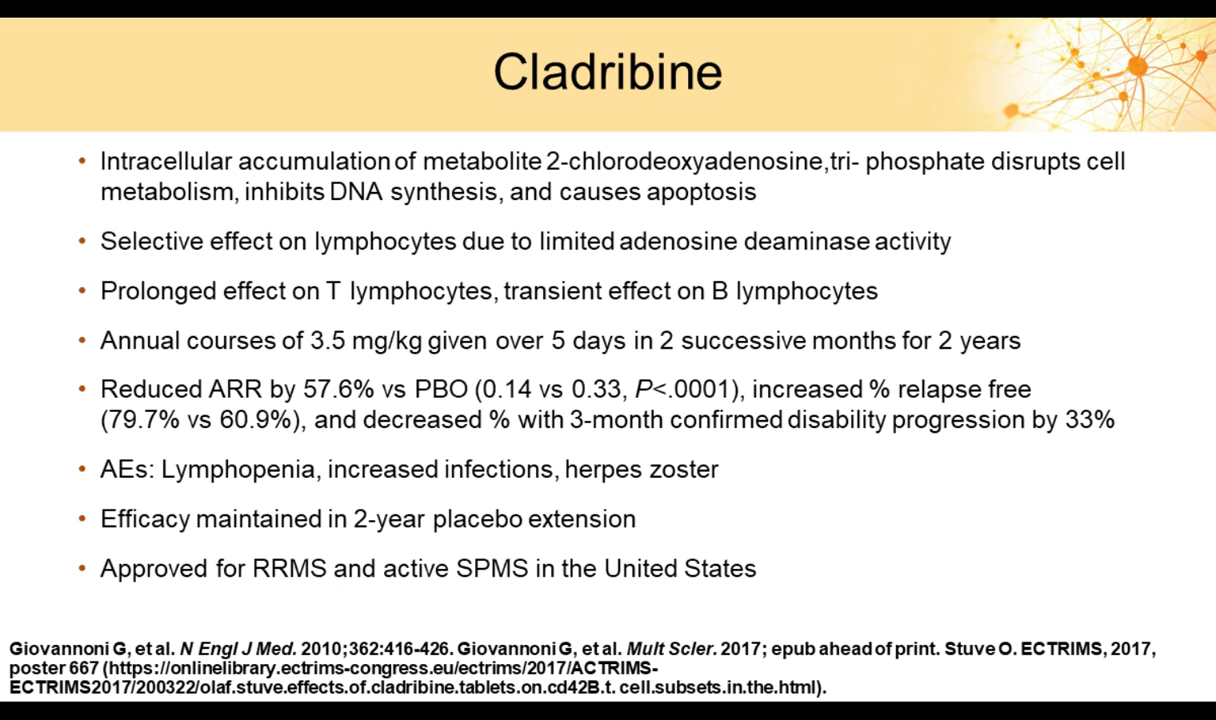 Cladribine
• Intracellular accumulation of metabolite 2-chlorodeoxyadenosine,tri- phosphate disrupts cell
metabolism, inhibits DNA synthesis, and causes apoptosis
• Selective effect on lymphocytes due to limited adenosine deaminase activity
• Prolonged effect on T lymphocytes, transient effect on B lymphocytes
• Annual courses of 3.5 mg/kg given over 5 days in 2 successive months for 2 years
• Reduced ARR by 57.6% vs PBO (0.14 vs 0.33, P<.0001), increased % relapse free
(79.7% vs 60.9%), and decreased % with 3-month confirmed disability progression by 33%
• AEs: Lymphopenia, increased infections, herpes zoster
• Efficacy maintained in 2-year placebo extension
• Approved for RRMS and active SPMS in the United States
Giovannoni G, et al. N Engl J Med. 2010;362:416-426. Giovannoni G, et al. Mult Scler. 2017; epub ahead of print. Stuve O. ECTRIMS, 2017,
poster 667 (https://onlinelibrary.ectrims-congress.eu/ectrims/2017/ACTRIMS-
ECTRIMS2017/200322/olaf.stuve.effects.of.cladribine.tablets.on.cd42B.t. cell.subsets.in.the.html).